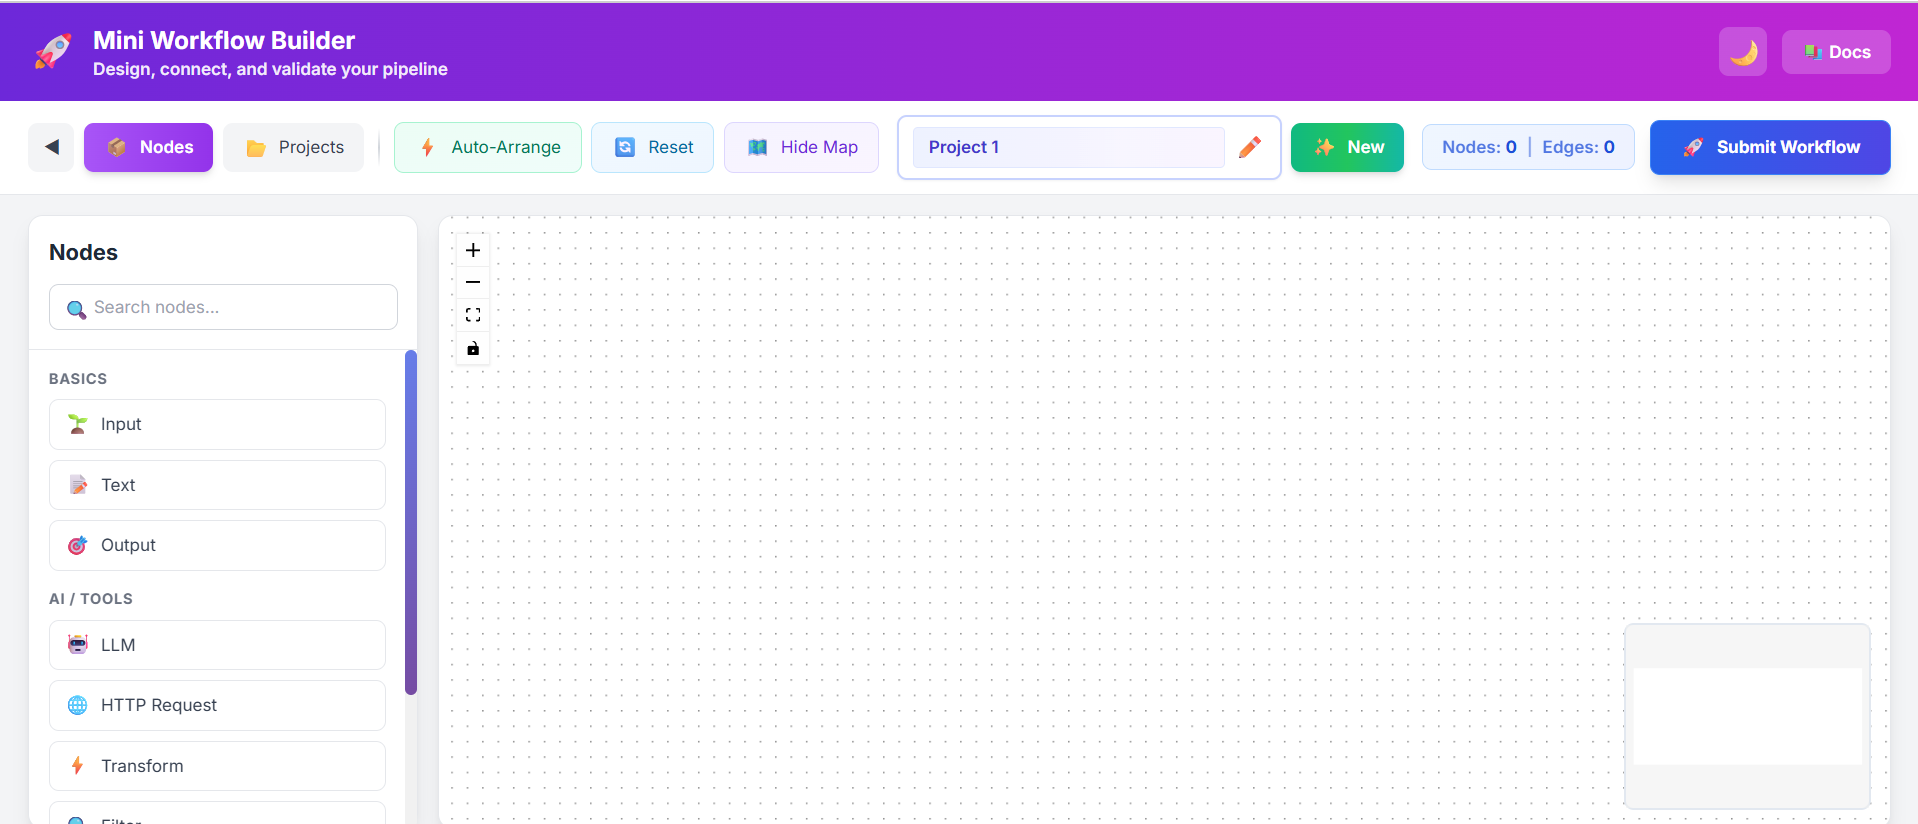 Mini Workflow Builder
Design, connect, and validate your pipeline
Docs
Nodes
Projects
Auto-Arrange
Reset
Hide Map
Project 1
New
Nodes: 0 | Edges: 0
Submit Workflow
Nodes
Search nodes...
BASICS
Input
Text
Output
AI / TOOLS
LLM
HTTP Request
Transform
Filter